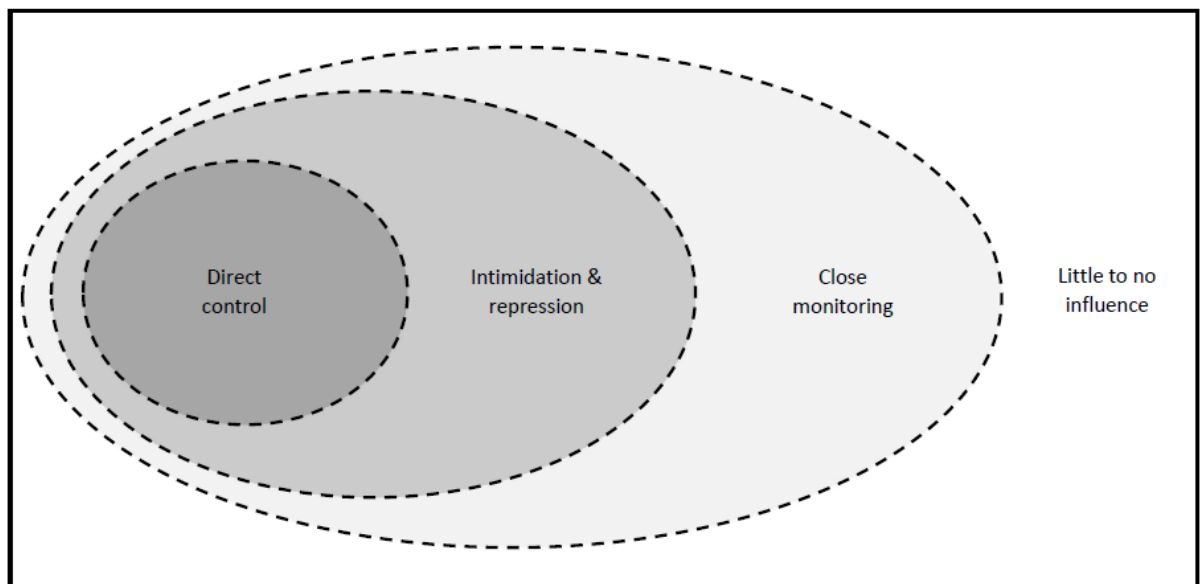 Direct
control
Intimidation &
repression
Close
monitoring
Little to no
influence